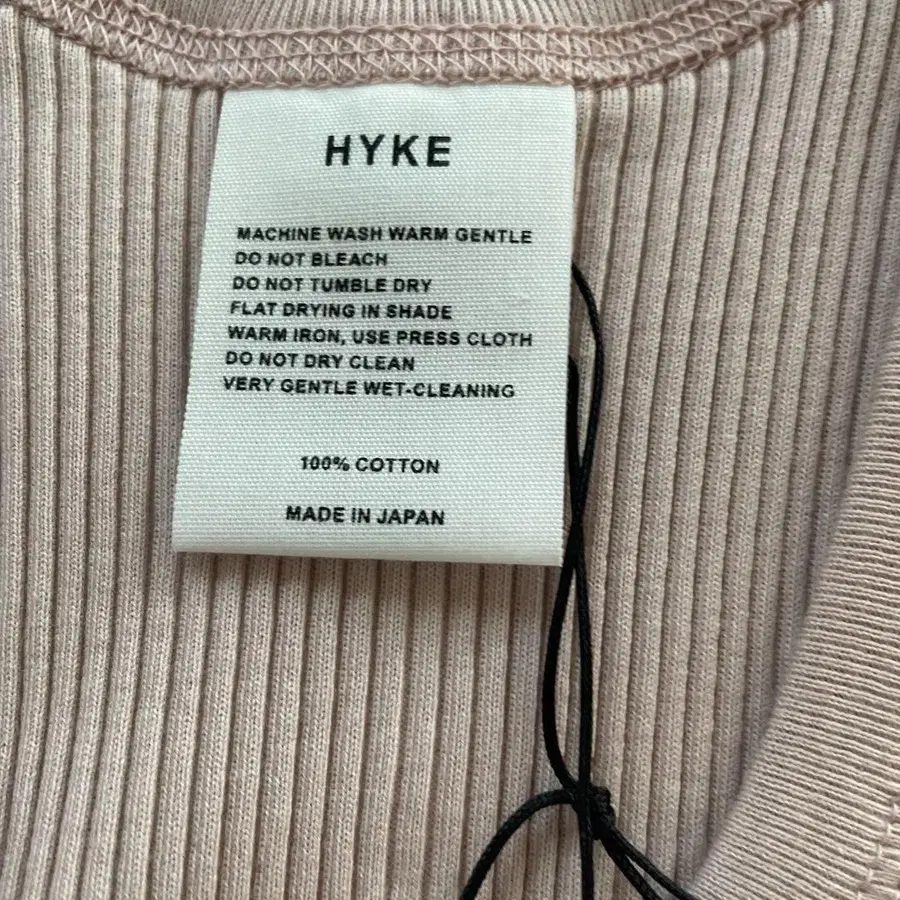 HYKE
MACHINE WASH WARM GENTLE
DO NOT BLEACH
DO NOT TUMBLE DRY
FLAT DRYING IN SHADE
WARM IRON, USE PRESS CLOTH
DO NOT DRY CLEAN
VERY GENTLE WET-CLEANING
100% COTTON
MADE IN JAPAN